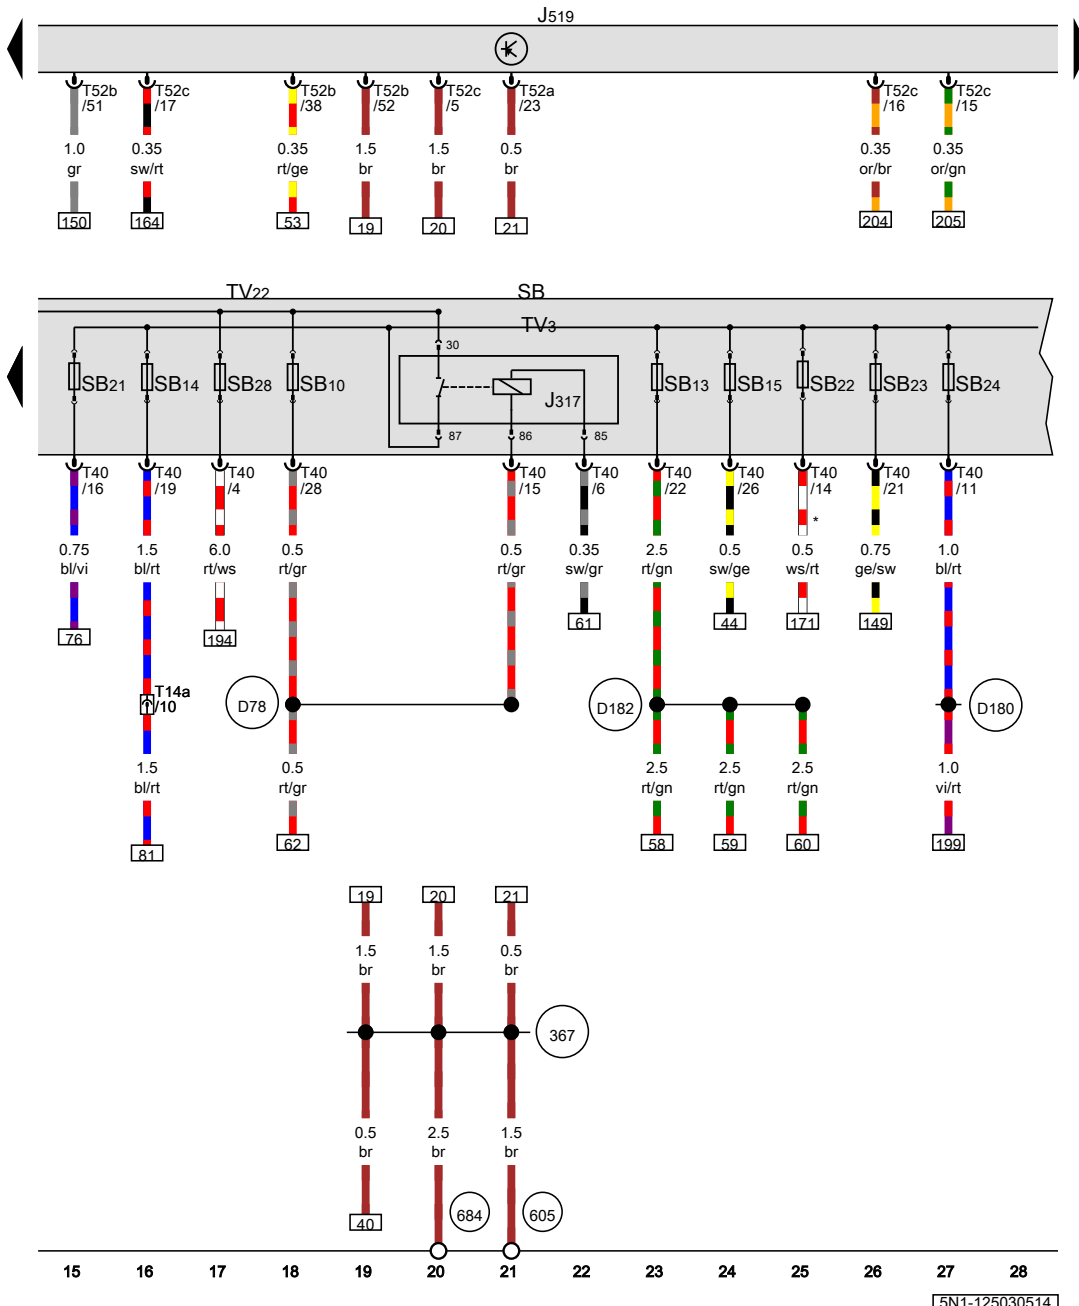 J519
T52b
/51
T52c
/17
T52b
/38
T52b
/52
T52c
/5
T52a
/23
T52c
/16
T52c
/15
1.0 0.35 0.35 1.5 1.5 0.5 0.35 0.35
gr sw/rt rt/ge br br br or/br or/gn
150 164 53 19 20 21 204 205
TV22 SB
TV3
30
SB21 SB14 SB28 SB10 J317 SB13 SB15 SB22 SB23 SB24
87 86 85
T40
/16
T40
/19
T40
/4
T40
/28
T40
/15
T40
/6
T40
/22
T40
/26
T40
/14
T40
/21
T40
/11
*
0.75 1.5 6.0 0.5 0.5 0.35 2.5 0.5 0.5 0.75 1.0
bl/vi bl/rt rt/ws rt/gr rt/gr sw/gr rt/gn sw/ge ws/rt ge/sw bl/rt
76 194 61 44 171 149
T14a
/10
D78 D182 D180
1.5 0.5 2.5 2.5 2.5 1.0
bl/rt rt/gr rt/gn rt/gn rt/gn vi/rt
81 62 58 59 60 199
19 20 21
1.5 1.5 0.5
br br br
367
0.5 2.5 1.5
br br br
40 684 605
15 16 17 18 19 20 21 22 23 24 25 26 27 28
5N1-125030514